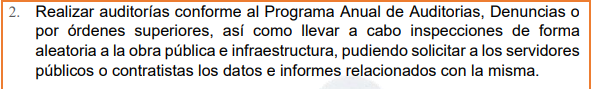 2. Realizar auditorías conforme al Programa Anual de Auditorias, Denuncias o
por órdenes superiores, así como llevar a cabo inspecciones de forma
aleatoria a la obra pública e infraestructura, pudiendo solicitar a los servidores
públicos o contratistas los datos e informes relacionados con la misma.